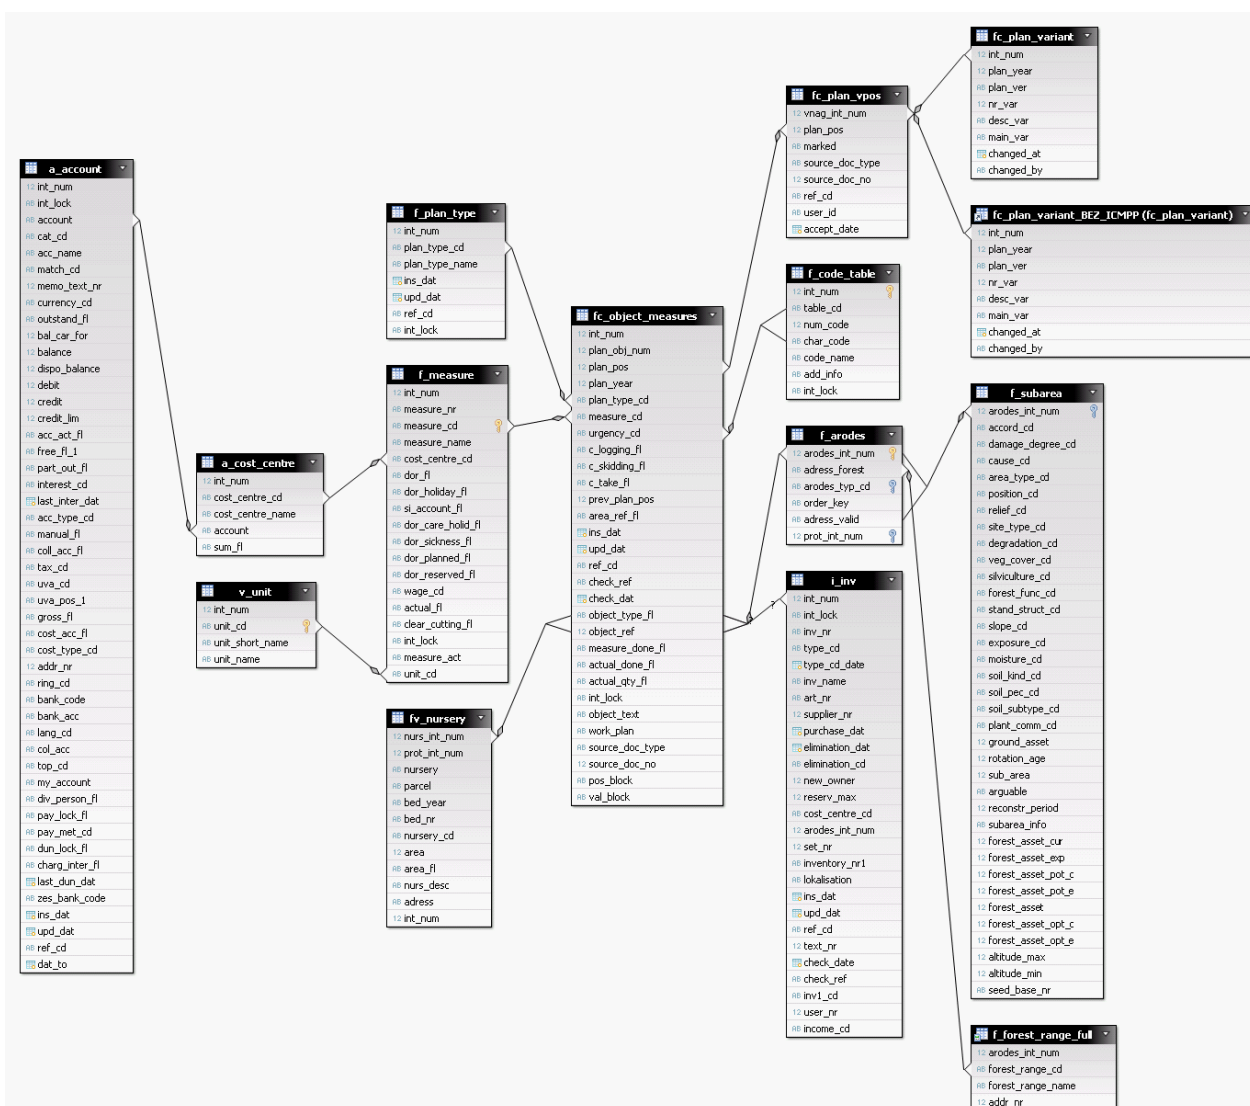 a_account
int_num
int_lock
account
cat_cd
acc_name
match_cd
memo_text_nr
currency_cd
outstand_fl
bal_car_for
balance
dispo_balance
debit
credit
credit_lim
acc_act_fl
free_fl_1
part_out_fl
interest_cd
last_inter_dat
acc_type_cd
manual_fl
coll_acc_fl
tax_cd
uva_cd
uva_pos_1
gross_fl
cost_acc_fl
cost_type_cd
addr_nr
ring_cd
bank_code
bank_acc
lang_cd
col_acc
top_cd
my_account
div_person_fl
pay_lock_fl
pay_met_cd
dun_lock_fl
charg_inter_fl
last_dun_dat
zes_bank_code
ins_dat
upd_dat
ref_cd
dat_to
a_cost_centre
int_num
cost_centre_cd
cost_centre_name
account
sum_fl
v_unit
int_num
unit_cd
unit_short_name
unit_name
f_plan_type
int_num
plan_type_cd
plan_type_name
ins_dat
upd_dat
ref_cd
int_lock
f_measure
int_num
measure_nr
measure_cd
measure_name
cost_centre_cd
dor_fl
dor_holiday_fl
si_account_fl
dor_care_holid_fl
dor_sickness_fl
dor_planned_fl
dor_reserved_fl
wage_cd
actual_fl
clear_cutting_fl
int_lock
measure_act
unit_cd
fv_nursery
nurs_int_num
prot_int_num
nursery
parcel
bed_year
bed_nr
nursery_cd
area
area_fl
nurs_desc
adress
int_num
fc_object_measures
int_num
plan_obj_num
plan_pos
plan_year
plan_type_cd
measure_cd
urgency_cd
c_logging_fl
c_skidding_fl
c_take_fl
prev_plan_pos
area_ref_fl
ins_dat
upd_dat
ref_cd
check_ref
check_dat
object_type_fl
object_ref
measure_done_fl
actual_done_fl
actual_qty_fl
int_lock
object_text
work_plan
source_doc_type
source_doc_no
pos_block
val_block
fc_plan_vpos
vnag_int_num
plan_pos
marked
source_doc_type
source_doc_no
ref_cd
user_id
accept_date
f_code_table
int_num
table_cd
num_code
char_code
code_name
add_info
int_lock
f_arodes
arodes_int_num
adress_forest
arodes_typ_cd
order_key
adress_valid
prot_int_num
i_inv
int_num
int_lock
inv_nr
type_cd
type_cd_date
inv_name
art_nr
supplier_nr
purchase_dat
elimination_dat
elimination_cd
new_owner
reserv_max
cost_centre_cd
arodes_int_num
set_nr
inventory_nr1
lokalisation
ins_dat
upd_dat
ref_cd
text_nr
check_date
check_ref
inv1_cd
user_nr
income_cd
fc_plan_variant
int_num
plan_year
plan_ver
nr_var
desc_var
main_var
changed_at
changed_by
fc_plan_variant_BEZ_ICMPP (fc_plan_variant)
int_num
plan_year
plan_ver
nr_var
desc_var
main_var
changed_at
changed_by
f_subarea
arodes_int_num
accord_cd
damage_degree_cd
cause_cd
area_type_cd
position_cd
relief_cd
site_type_cd
degradation_cd
veg_cover_cd
silviculture_cd
forest_func_cd
stand_struct_cd
slope_cd
exposure_cd
moisture_cd
soil_kind_cd
soil_pec_cd
soil_subtype_cd
plant_comm_cd
ground_asset
rotation_age
sub_area
arguable
reconstr_period
subarea_info
forest_asset_cur
forest_asset_exp
forest_asset_pot_c
forest_asset_pot_e
forest_asset
forest_asset_opt_c
forest_asset_opt_e
altitude_max
altitude_min
seed_base_nr
f_forest_range_full
arodes_int_num
forest_range_cd
forest_range_name
addr_nr